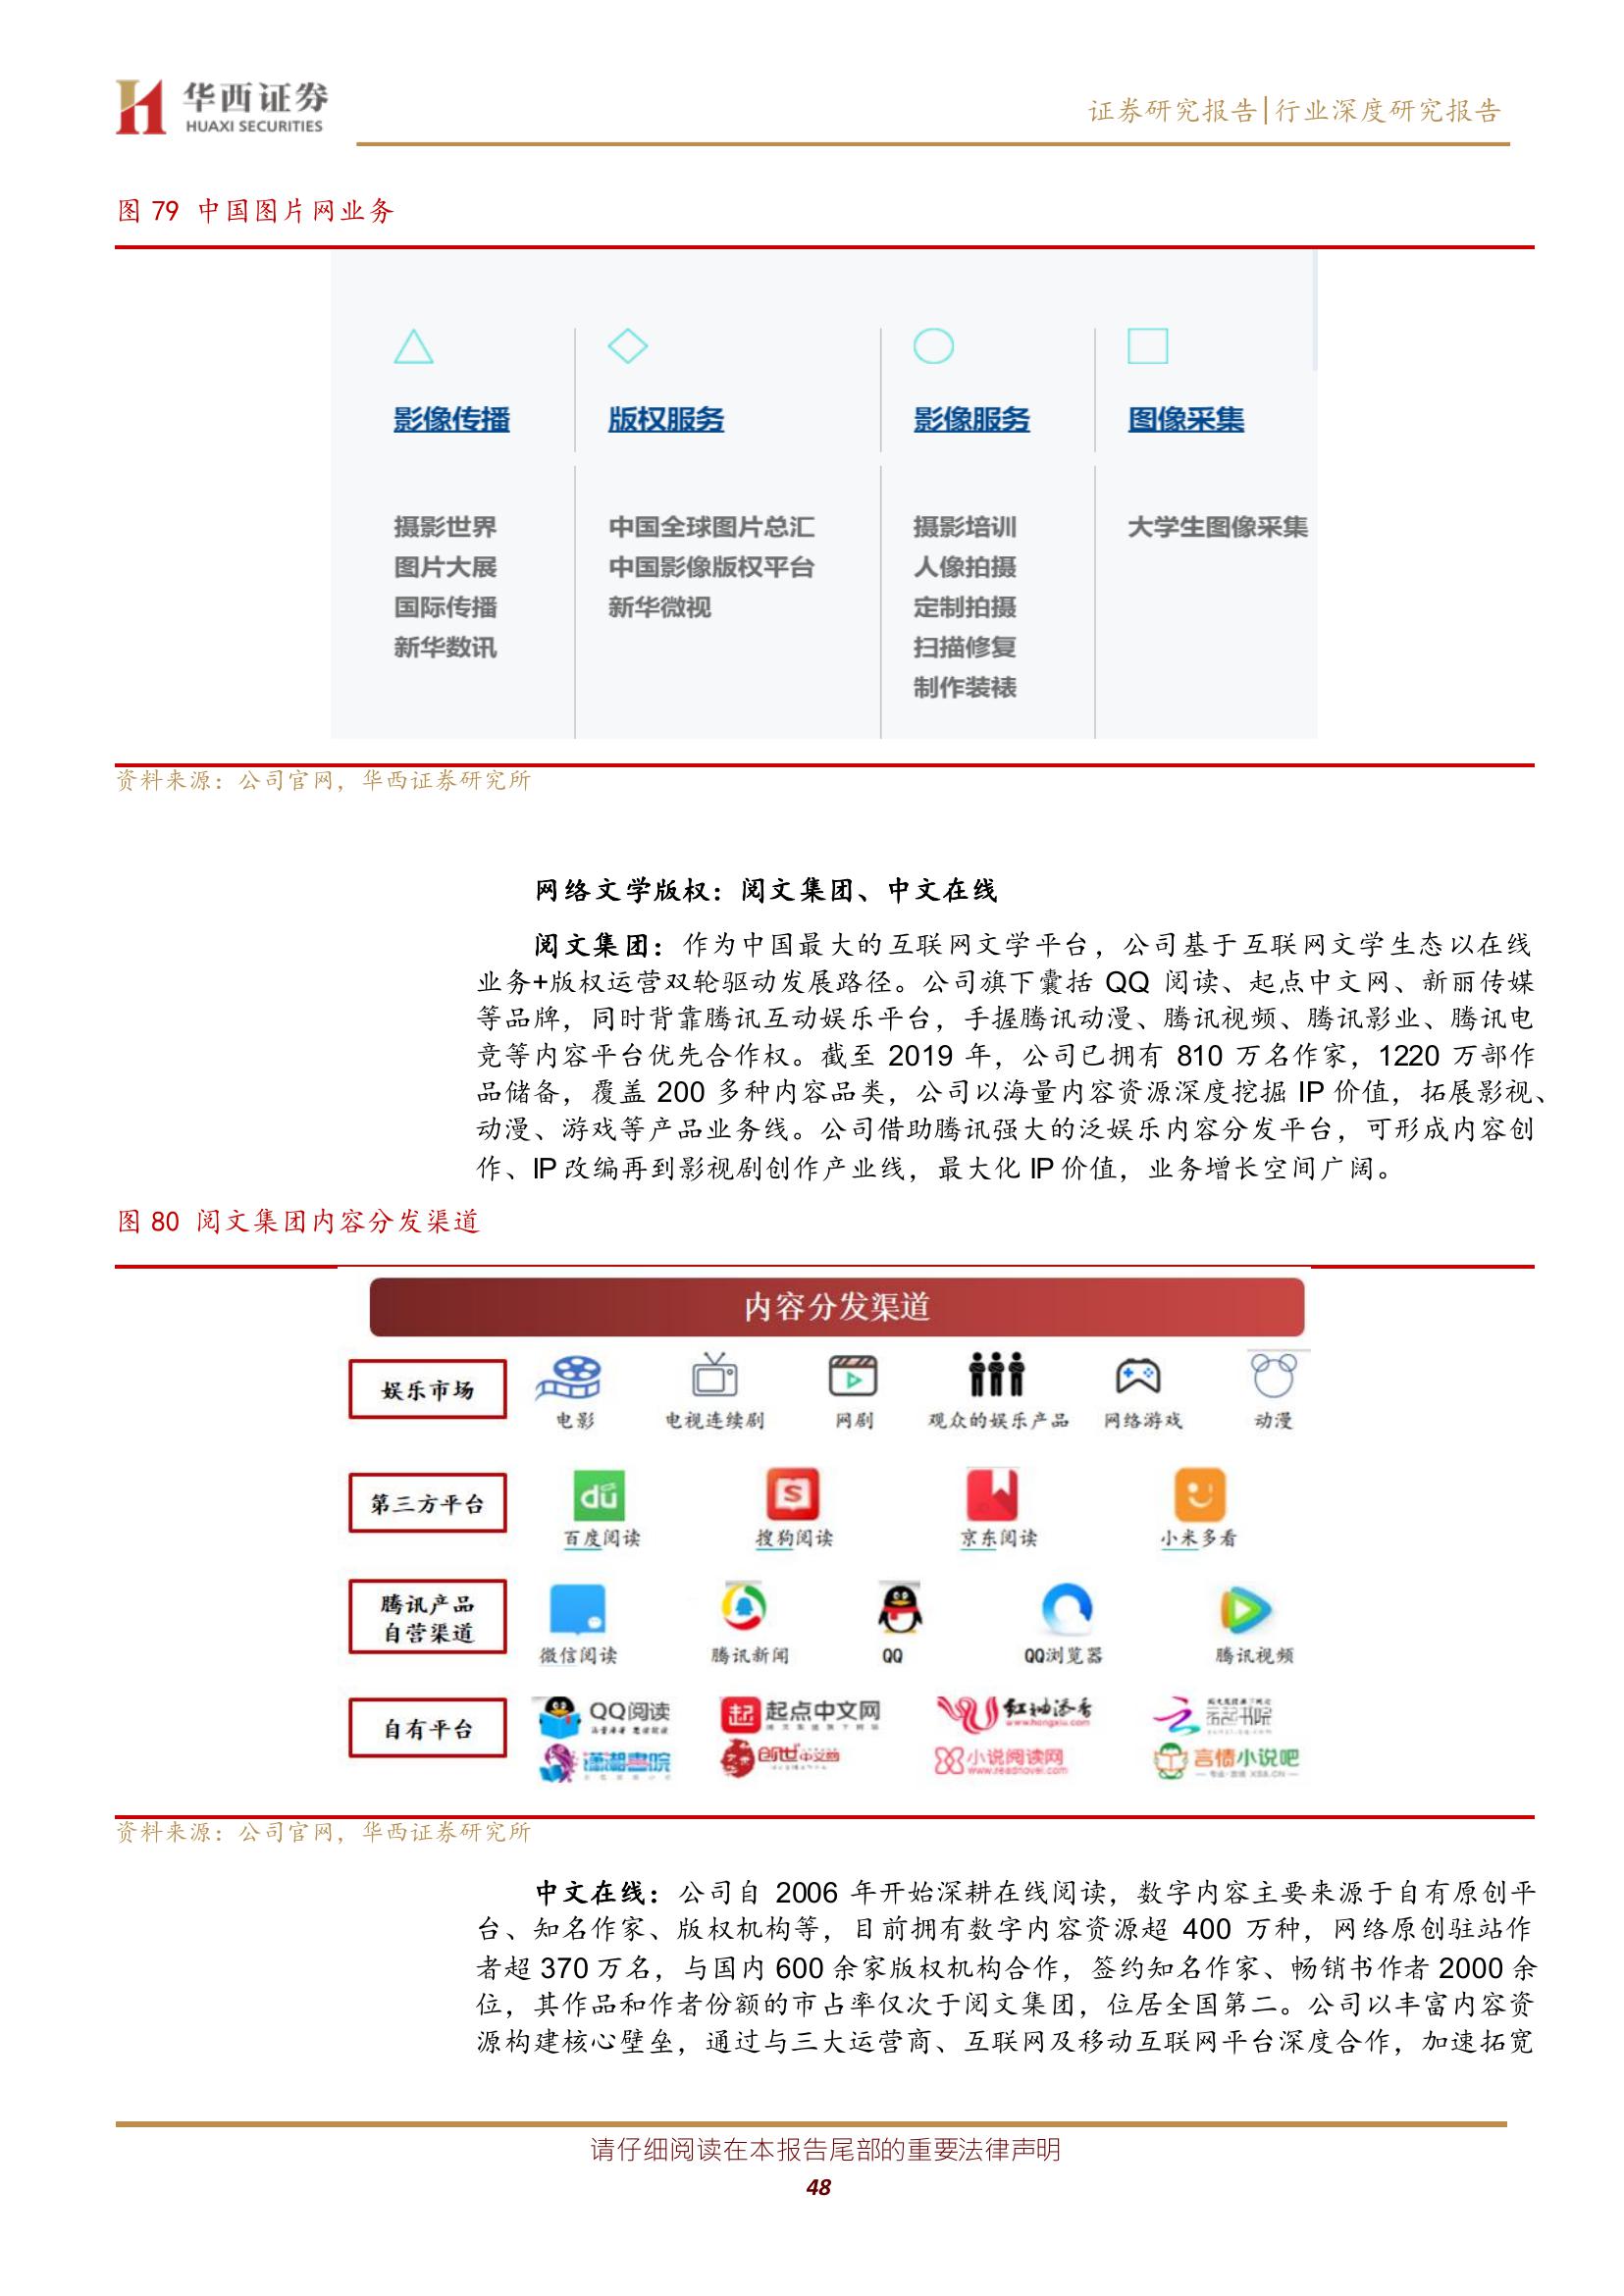 华西证券
HUAXI SECURITIES
证券研究报告|行业深度研究报告
图 79 中国图片网业务
影像传播 版权服务 影像服务 图像采集
摄影世界 中国全球图片总汇 摄影培训 大学生图像采集
图片大展 中国影像版权平台 人像拍摄
国际传播 新华微视 定制拍摄
新华数讯 扫描修复
制作装裱
资料来源：公司官网，华西证券研究所
网络文学版权：阅文集团、中文在线
阅文集团：作为中国最大的互联网文学平台，公司基于互联网文学生态以在线
业务+版权运营双轮驱动发展路径。公司旗下囊括 QQ 阅读、起点中文网、新丽传媒
等品牌，同时背靠腾讯互动娱乐平台，手握腾讯动漫、腾讯视频、腾讯影业、腾讯电
竞等内容平台优先合作权。截至 2019 年，公司已拥有 810 万名作家，1220 万部作
品储备，覆盖 200 多种内容品类，公司以海量内容资源深度挖掘 IP 价值，拓展影视、
动漫、游戏等产品业务线。公司借助腾讯强大的泛娱乐内容分发平台，可形成内容创
作、IP 改编再到影视剧创作产业线，最大化 IP 价值，业务增长空间广阔。
图 80 阅文集团内容分发渠道
内容分发渠道
娱乐市场
电影 电视连续剧 网剧 观众的娱乐产品 网络游戏 动漫
第三方平台
百度阅读 搜狗阅读 京东阅读 小米多看
腾讯产品
自营渠道
微信阅读 腾讯新闻 QQ QQ浏览器 腾讯视频
自有平台
QQ阅读 起点中文网 红袖添香
www.hongxiu.com
云起书院
潇湘书院 创世中文网 小说阅读网
www.readnovel.com
言情小说吧
资料来源：公司官网，华西证券研究所
中文在线：公司自 2006 年开始深耕在线阅读，数字内容主要来源于自有原创平
台、知名作家、版权机构等，目前拥有数字内容资源超 400 万种，网络原创驻站作
者超 370 万名，与国内 600 余家版权机构合作，签约知名作家、畅销书作者 2000 余
位，其作品和作者份额的市占率仅次于阅文集团，位居全国第二。公司以丰富内容资
源构建核心壁垒，通过与三大运营商、互联网及移动互联网平台深度合作，加速拓宽
请仔细阅读在本报告尾部的重要法律声明
48